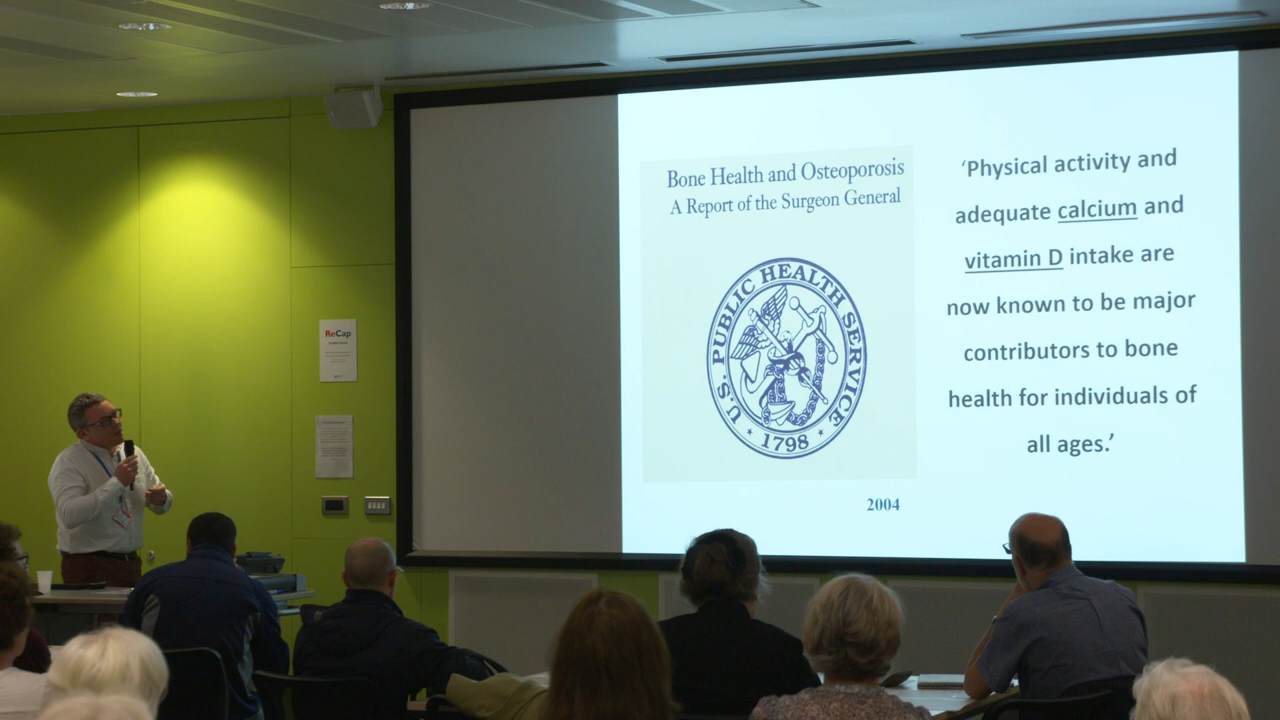 Bone Health and Osteoporosis
A Report of the Surgeon General
U.S. PUBLIC HEALTH SERVICE
1798
2004
‘Physical activity and
adequate calcium and
vitamin D intake are
now known to be major
contributors to bone
health for individuals of
all ages.’
ReCap